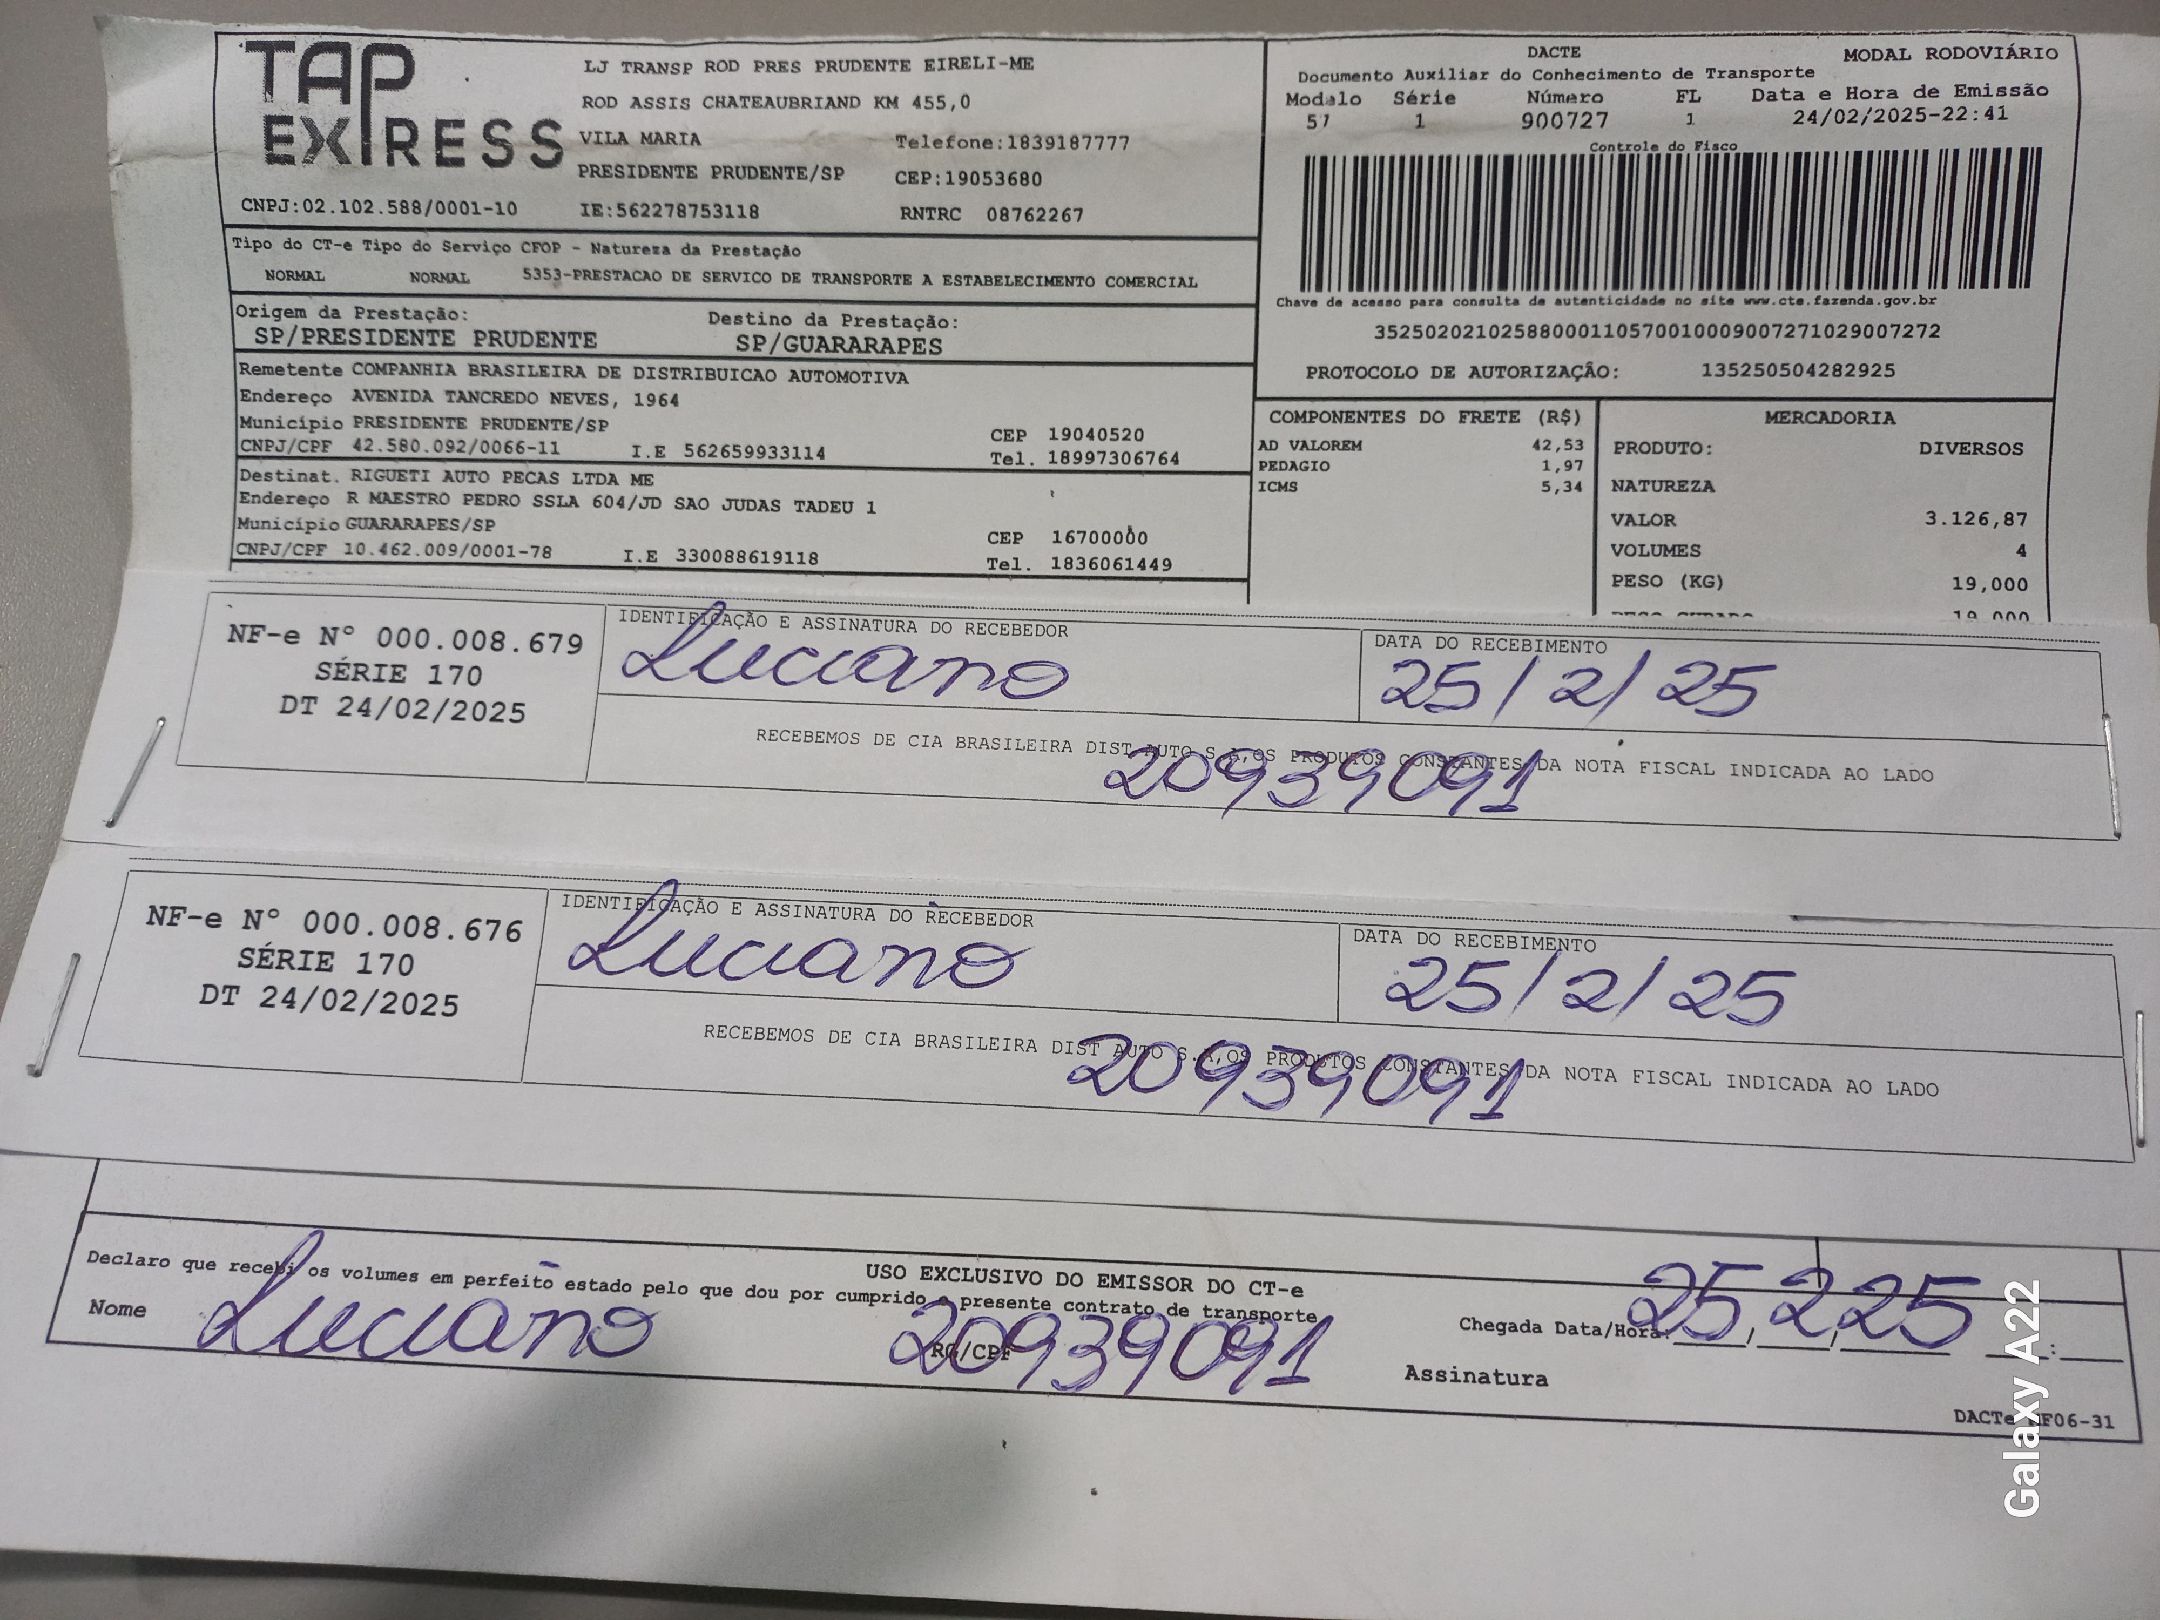 TAP EXPRESS
LJ TRANSP ROD PRES PRUDENTE EIRELI-ME
ROD ASSIS CHATEAUBRIAND KM 455,0
VILA MARIA Telefone:1839187777
PRESIDENTE PRUDENTE/SP CEP:19053680
CNPJ:02.102.588/0001-10 IE:562278753118 RNTRC 08762267
DACTE MODAL RODOVIÁRIO
Documento Auxiliar do Conhecimento de Transporte
Modelo Série Número FL Data e Hora de Emissão
57 1 900727 1 24/02/2025-22:41
Controle do Fisco
Chave de acesso para consulta de autenticidade no site www.cte.fazenda.gov.br
35250202102588000110570010009007271029007272
PROTOCOLO DE AUTORIZAÇÃO: 135250504282925
Tipo do CT-e Tipo do Serviço CFOP - Natureza da Prestação
NORMAL NORMAL 5353-PRESTACAO DE SERVICO DE TRANSPORTE A ESTABELECIMENTO COMERCIAL
Origem da Prestação: Destino da Prestação:
SP/PRESIDENTE PRUDENTE SP/GUARARAPES
Remetente COMPANHIA BRASILEIRA DE DISTRIBUICAO AUTOMOTIVA
Endereço AVENIDA TANCREDO NEVES, 1964
Município PRESIDENTE PRUDENTE/SP CEP 19040520
CNPJ/CPF 42.580.092/0066-11 I.E 562659933114 Tel. 18997306764
Destinat. RIGUETI AUTO PECAS LTDA ME
Endereço R MAESTRO PEDRO SSLA 604/JD SAO JUDAS TADEU 1
Município GUARARAPES/SP CEP 16700000
CNPJ/CPF 10.462.009/0001-78 I.E 330088619118 Tel. 1836061449
COMPONENTES DO FRETE (R$)
AD VALOREM 42,53
PEDAGIO 1,97
ICMS 5,34
MERCADORIA
PRODUTO: DIVERSOS
NATUREZA
VALOR 3.126,87
VOLUMES 4
PESO (KG) 19,000
NF-e Nº 000.008.679
SÉRIE 170
DT 24/02/2025
IDENTIFICAÇÃO E ASSINATURA DO RECEBEDOR
Luciano
DATA DO RECEBIMENTO
25/2/25
RECEBEMOS DE CIA BRASILEIRA DIST AUTO S.A,OS PRODUTOS CONSTANTES DA NOTA FISCAL INDICADA AO LADO
20939091
NF-e Nº 000.008.676
SÉRIE 170
DT 24/02/2025
IDENTIFICAÇÃO E ASSINATURA DO RECEBEDOR
Luciano
DATA DO RECEBIMENTO
25/2/25
RECEBEMOS DE CIA BRASILEIRA DIST AUTO S.A,OS PRODUTOS CONSTANTES DA NOTA FISCAL INDICADA AO LADO
20939091
USO EXCLUSIVO DO EMISSOR DO CT-e
Declaro que recebi os volumes em perfeito estado pelo que dou por cumprido o presente contrato de transporte
Nome Luciano RG/CPF 20939091 Chegada Data/Hora: 25/2/25
Assinatura
DACTe NF06-31
Galaxy A22